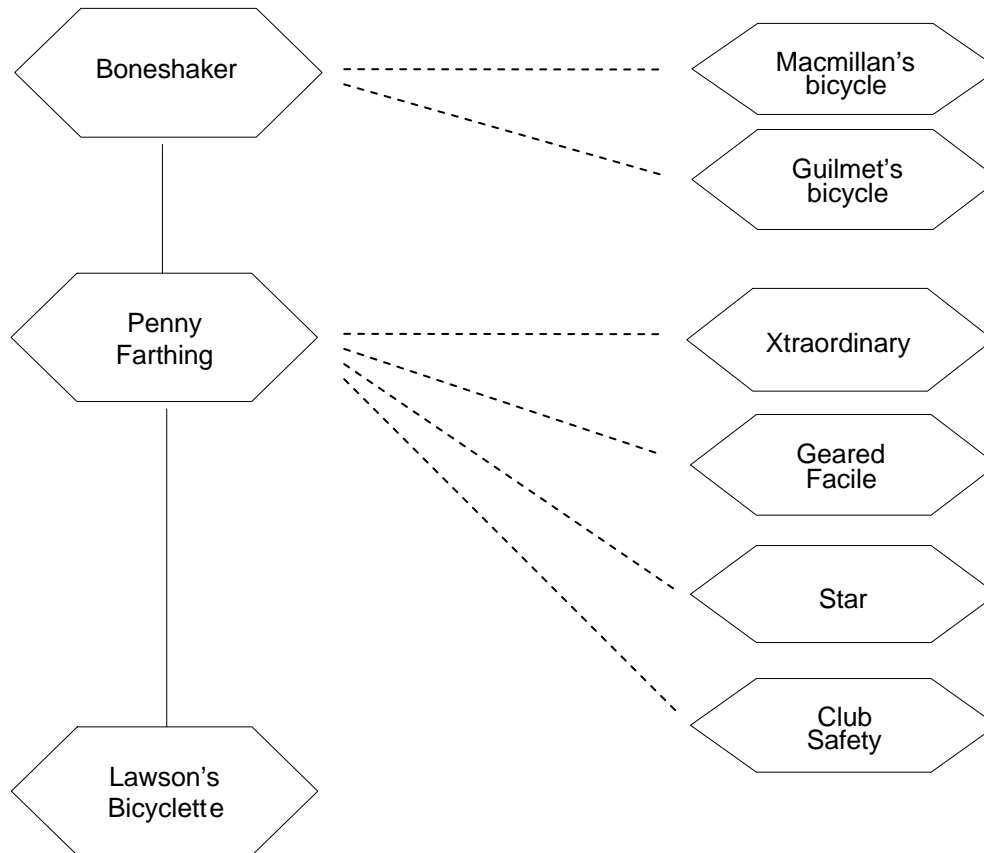 Boneshaker
Macmillan's
bicycle
Guilmet's
bicycle
Penny
Farthing
Xtraordinary
Geared
Facile
Star
Club
Safety
Lawson's
Bicyclette